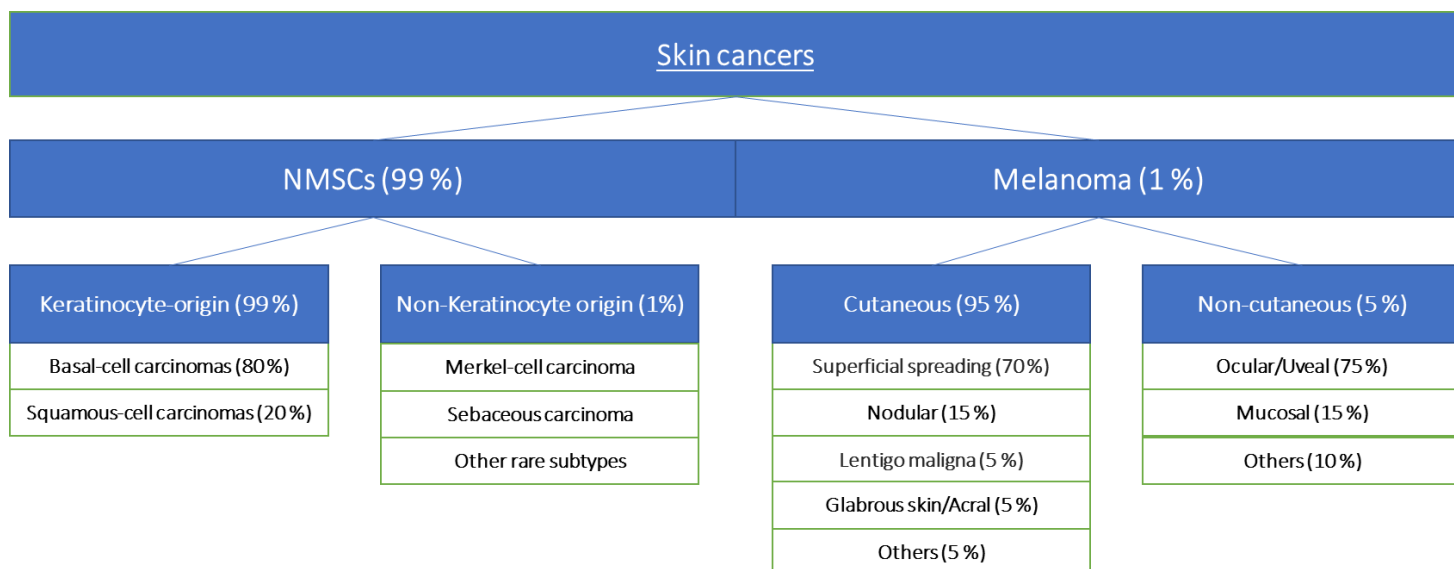 Skin cancers
NMSCs (99 %)
Melanoma (1 %)
Keratinocyte-origin (99 %)
Basal-cell carcinomas (80 %)
Squamous-cell carcinomas (20 %)
Non-Keratinocyte origin (1%)
Merkel-cell carcinoma
Sebaceous carcinoma
Other rare subtypes
Cutaneous (95 %)
Superficial spreading (70 %)
Nodular (15 %)
Lentigo maligna (5 %)
Glabrous skin/Acral (5 %)
Others (5 %)
Non-cutaneous (5 %)
Ocular/Uveal (75 %)
Mucosal (15 %)
Others (10 %)